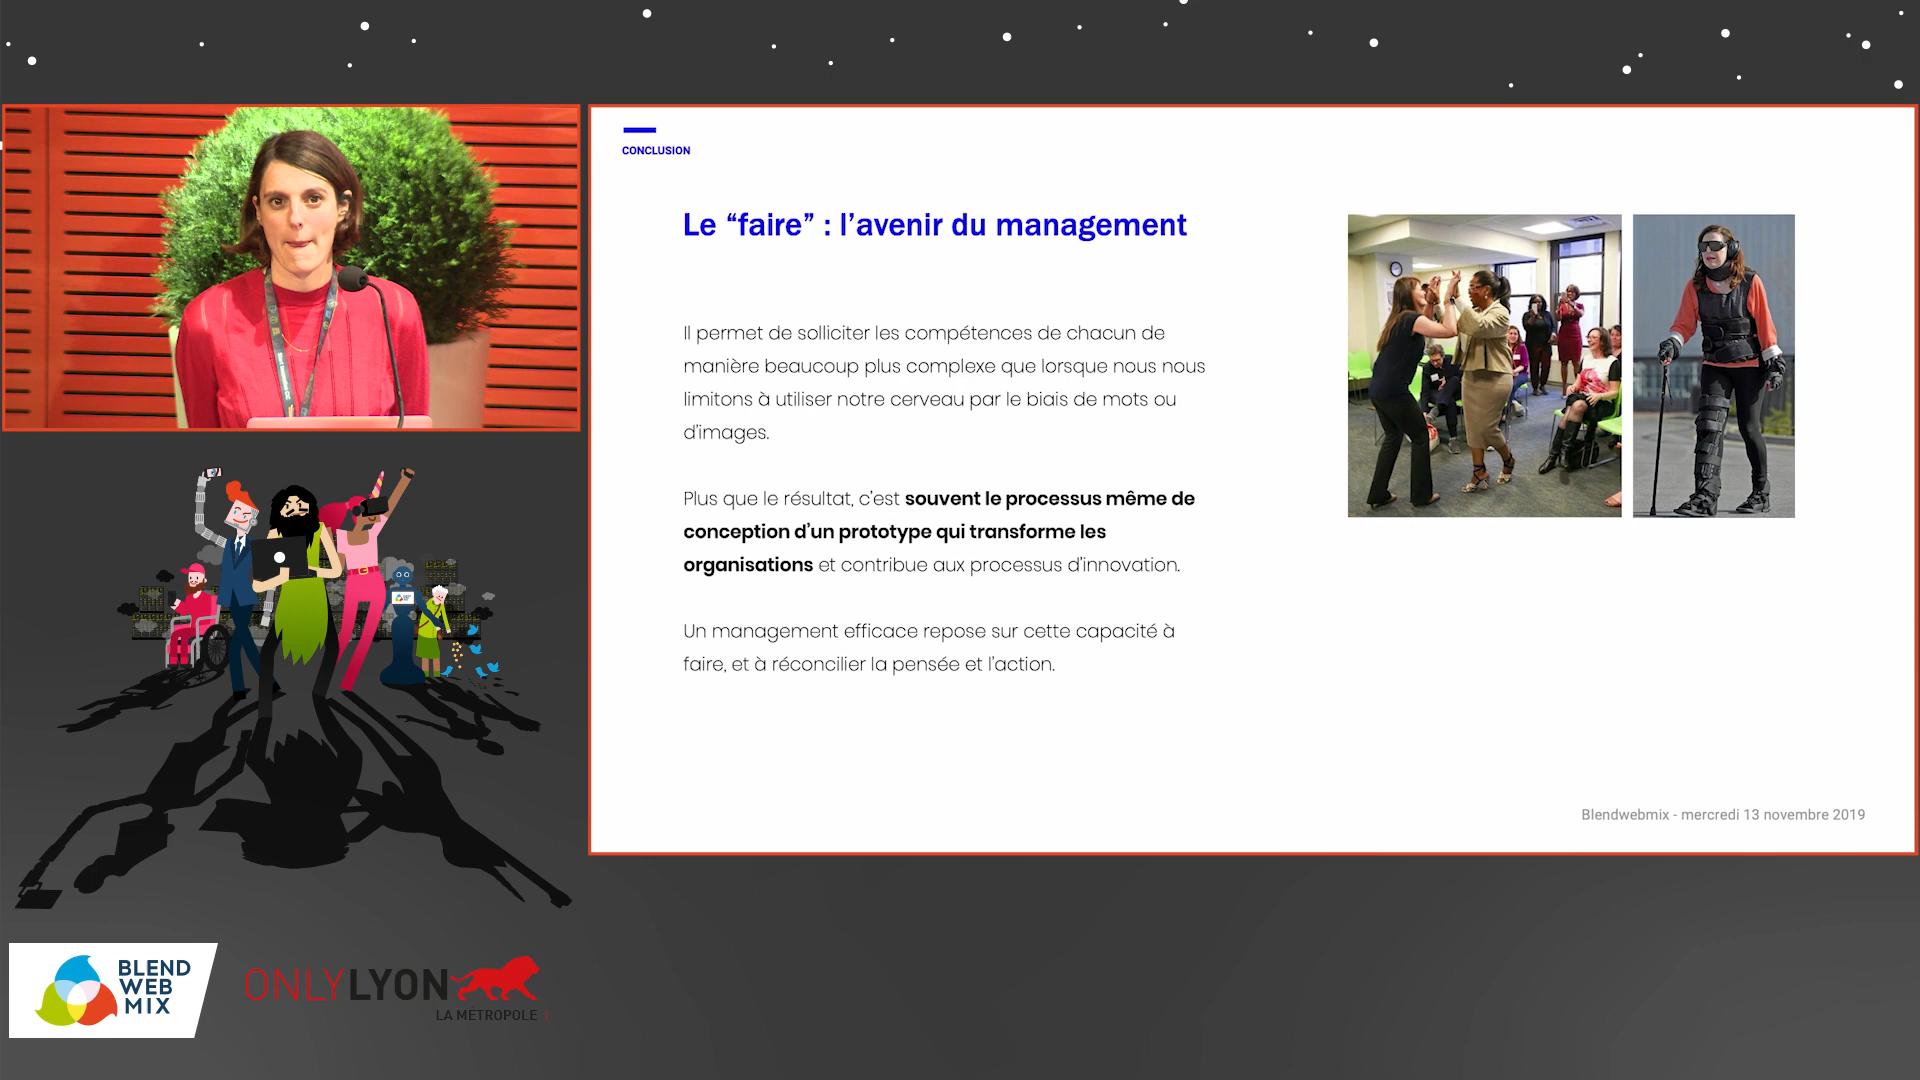 CONCLUSION
Le “faire” : l’avenir du management
Il permet de solliciter les compétences de chacun de
manière beaucoup plus complexe que lorsque nous nous
limitons à utiliser notre cerveau par le biais de mots ou
d’images.
Plus que le résultat, c’est souvent le processus même de
conception d’un prototype qui transforme les
organisations et contribue aux processus d’innovation.
Un management efficace repose sur cette capacité à
faire, et à réconcilier la pensée et l’action.
Blendwebmix - mercredi 13 novembre 2019
BLEND
WEB
MIX
ONLYLYON
LA MÉTROPOLE